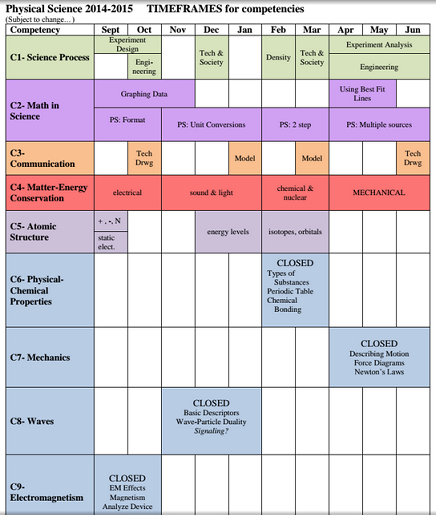 Physical Science 2014-2015 TIMEFRAMES for competencies
(Subject to change...)
Competency Sept Oct Nov Dec Jan Feb Mar Apr May Jun
C1- Science Process
Experiment
Design
Engi-
neering
Tech &
Society
Density
Tech &
Society
Experiment Analysis
Engineering
C2- Math in
Science
Graphing Data
Using Best Fit
Lines
PS: Format
PS: Unit Conversions
PS: 2 step
PS: Multiple sources
C3-
Communication
Tech
Drwg
Model
Model
Tech
Drwg
C4- Matter-Energy
Conservation
electrical
sound & light
chemical &
nuclear
MECHANICAL
C5- Atomic
Structure
+ , -, N
static
elect.
energy levels
isotopes, orbitals
C6- Physical-
Chemical
Properties
CLOSED
Types of
Substances
Periodic Table
Chemical
Bonding
C7- Mechanics
CLOSED
Describing Motion
Force Diagrams
Newton's Laws
C8- Waves
CLOSED
Basic Descriptors
Wave-Particle Duality
Signaling?
C9-
Electromagnetism
CLOSED
EM Effects
Magnetism
Analyze Device